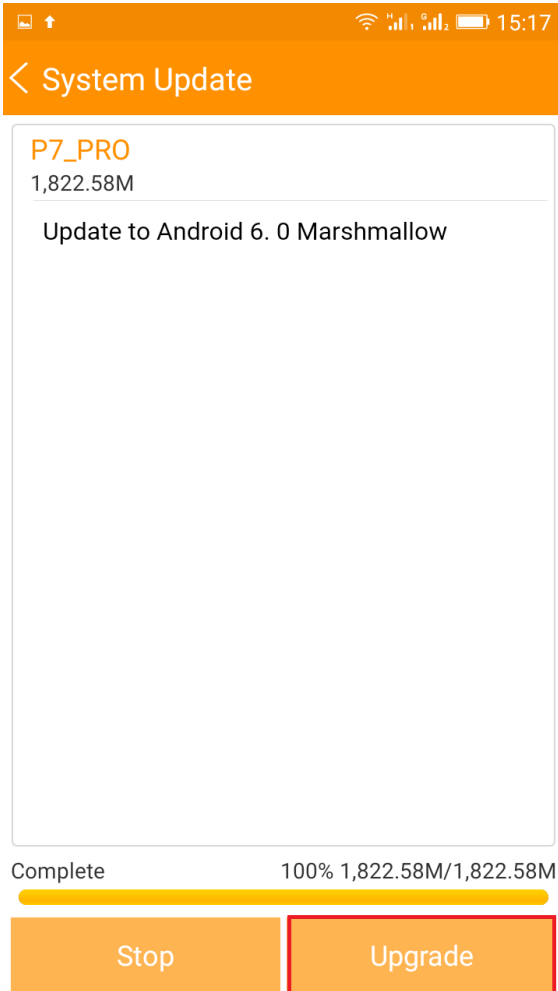 15:17
System Update
P7_PRO
1,822.58M
Update to Android 6. 0 Marshmallow
Complete 100% 1,822.58M/1,822.58M
Stop Upgrade